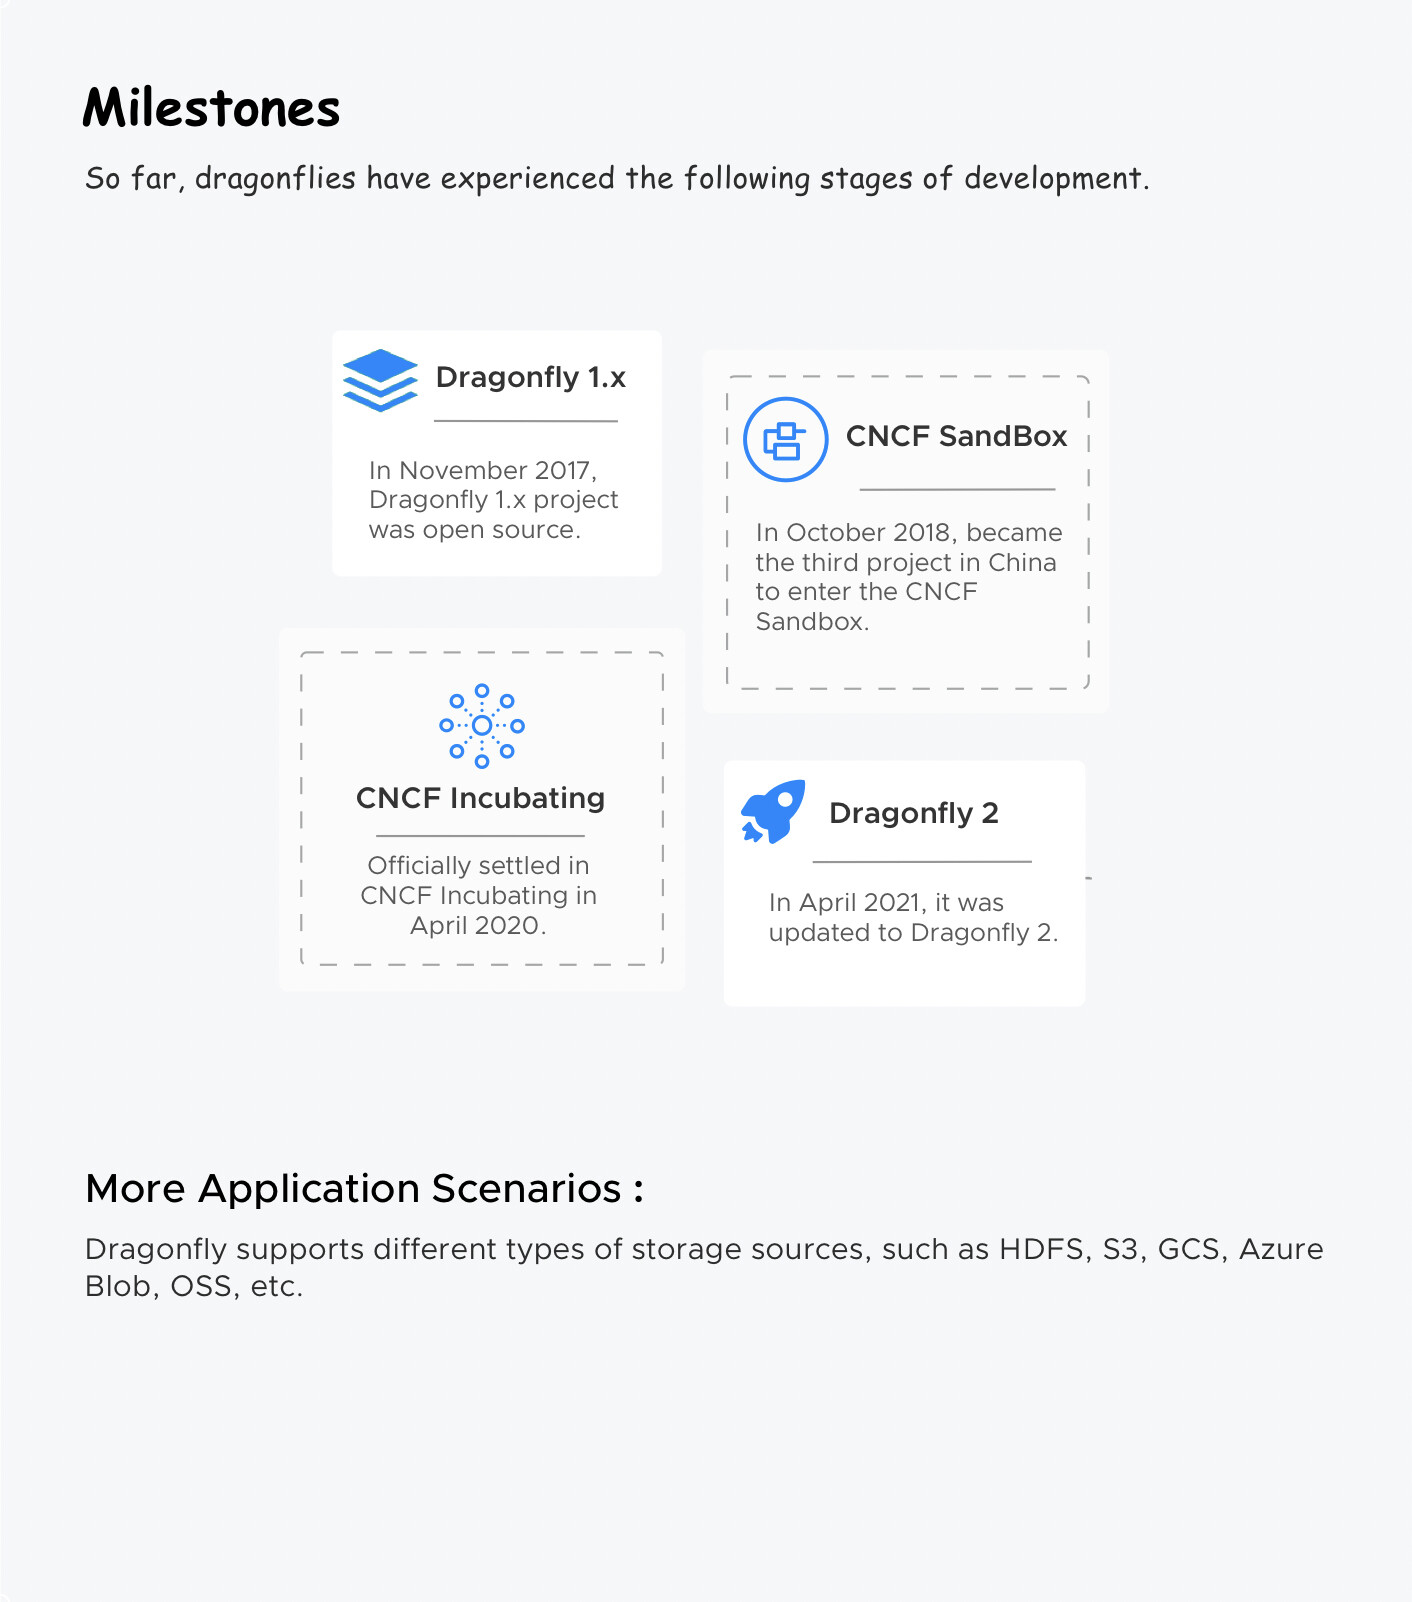 Milestones
So far, dragonflies have experienced the following stages of development.
Dragonfly 1.x
In November 2017,
Dragonfly 1.x project
was open source.
CNCF SandBox
In October 2018, became
the third project in China
to enter the CNCF
Sandbox.
CNCF Incubating
Officially settled in
CNCF Incubating in
April 2020.
Dragonfly 2
In April 2021, it was
updated to Dragonfly 2.
More Application Scenarios :
Dragonfly supports different types of storage sources, such as HDFS, S3, GCS, Azure
Blob, OSS, etc.